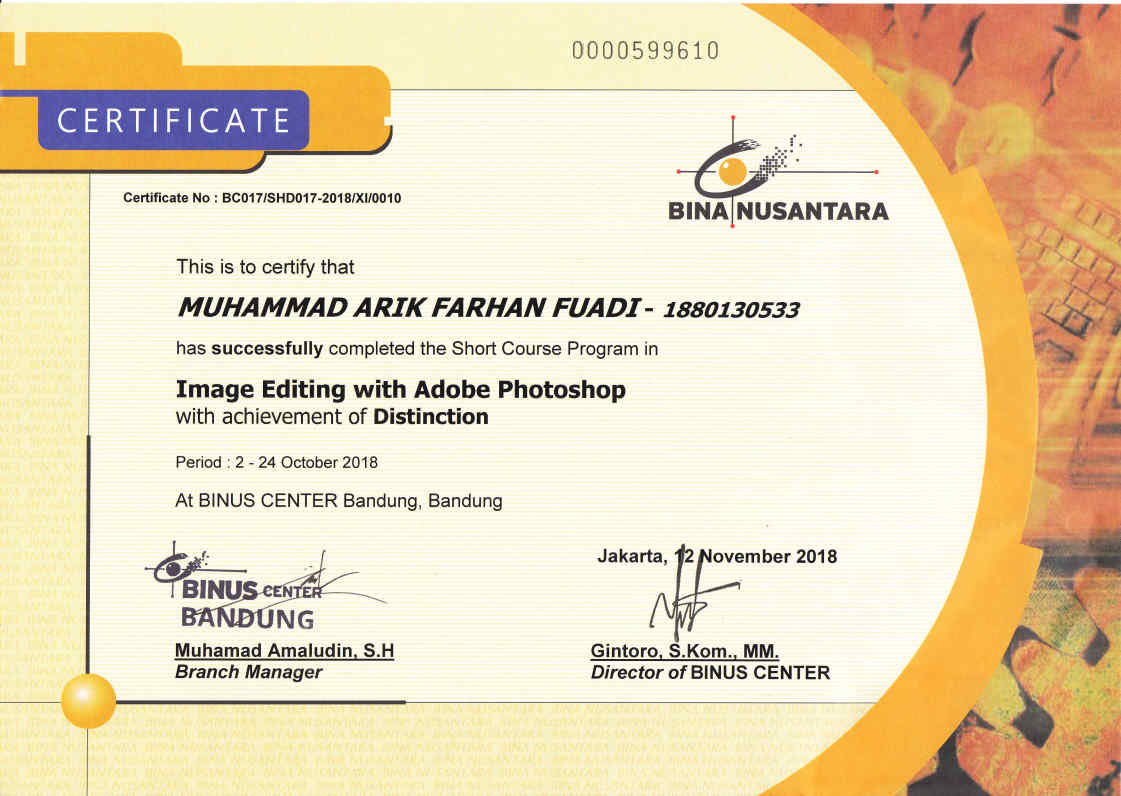 0000599610
CERTIFICATE
Certificate No : BC017/SHD017-2018/XI/0010
BINA NUSANTARA
This is to certify that
MUHAMMAD ARIK FARHAN FUADI - 1880130533
has successfully completed the Short Course Program in
Image Editing with Adobe Photoshop
with achievement of Distinction
Period : 2 - 24 October 2018
At BINUS CENTER Bandung, Bandung
Jakarta, 12 November 2018
BINUS CENTER
BANDUNG
Muhamad Amaludin, S.H
Branch Manager
Gintoro, S.Kom., MM.
Director of BINUS CENTER